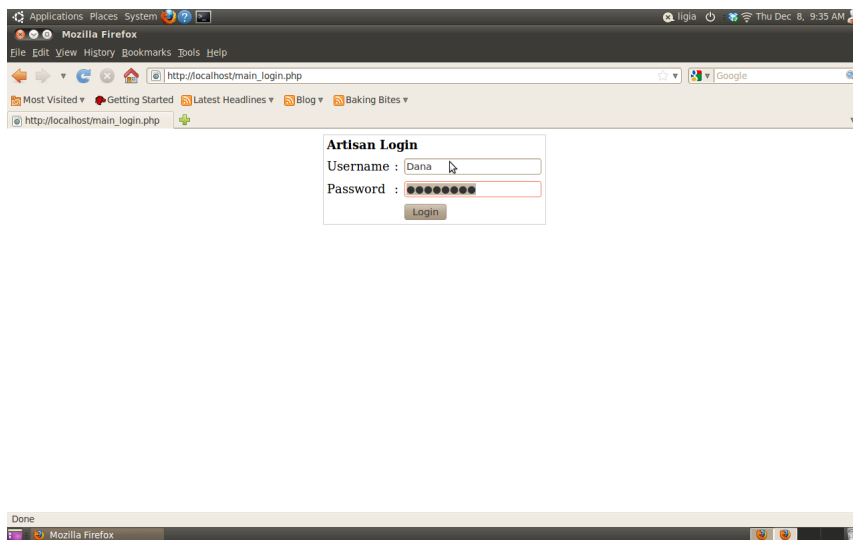 Applications Places System ligia Thu Dec 8, 9:35 AM
Mozilla Firefox
File Edit View History Bookmarks Tools Help
http://localhost/main_login.php Google
Most Visited Getting Started Latest Headlines Blog Baking Bites
http://localhost/main_login.php
Artisan Login
Username : Dana
Password : ●●●●●●●●
Login
Done
Mozilla Firefox